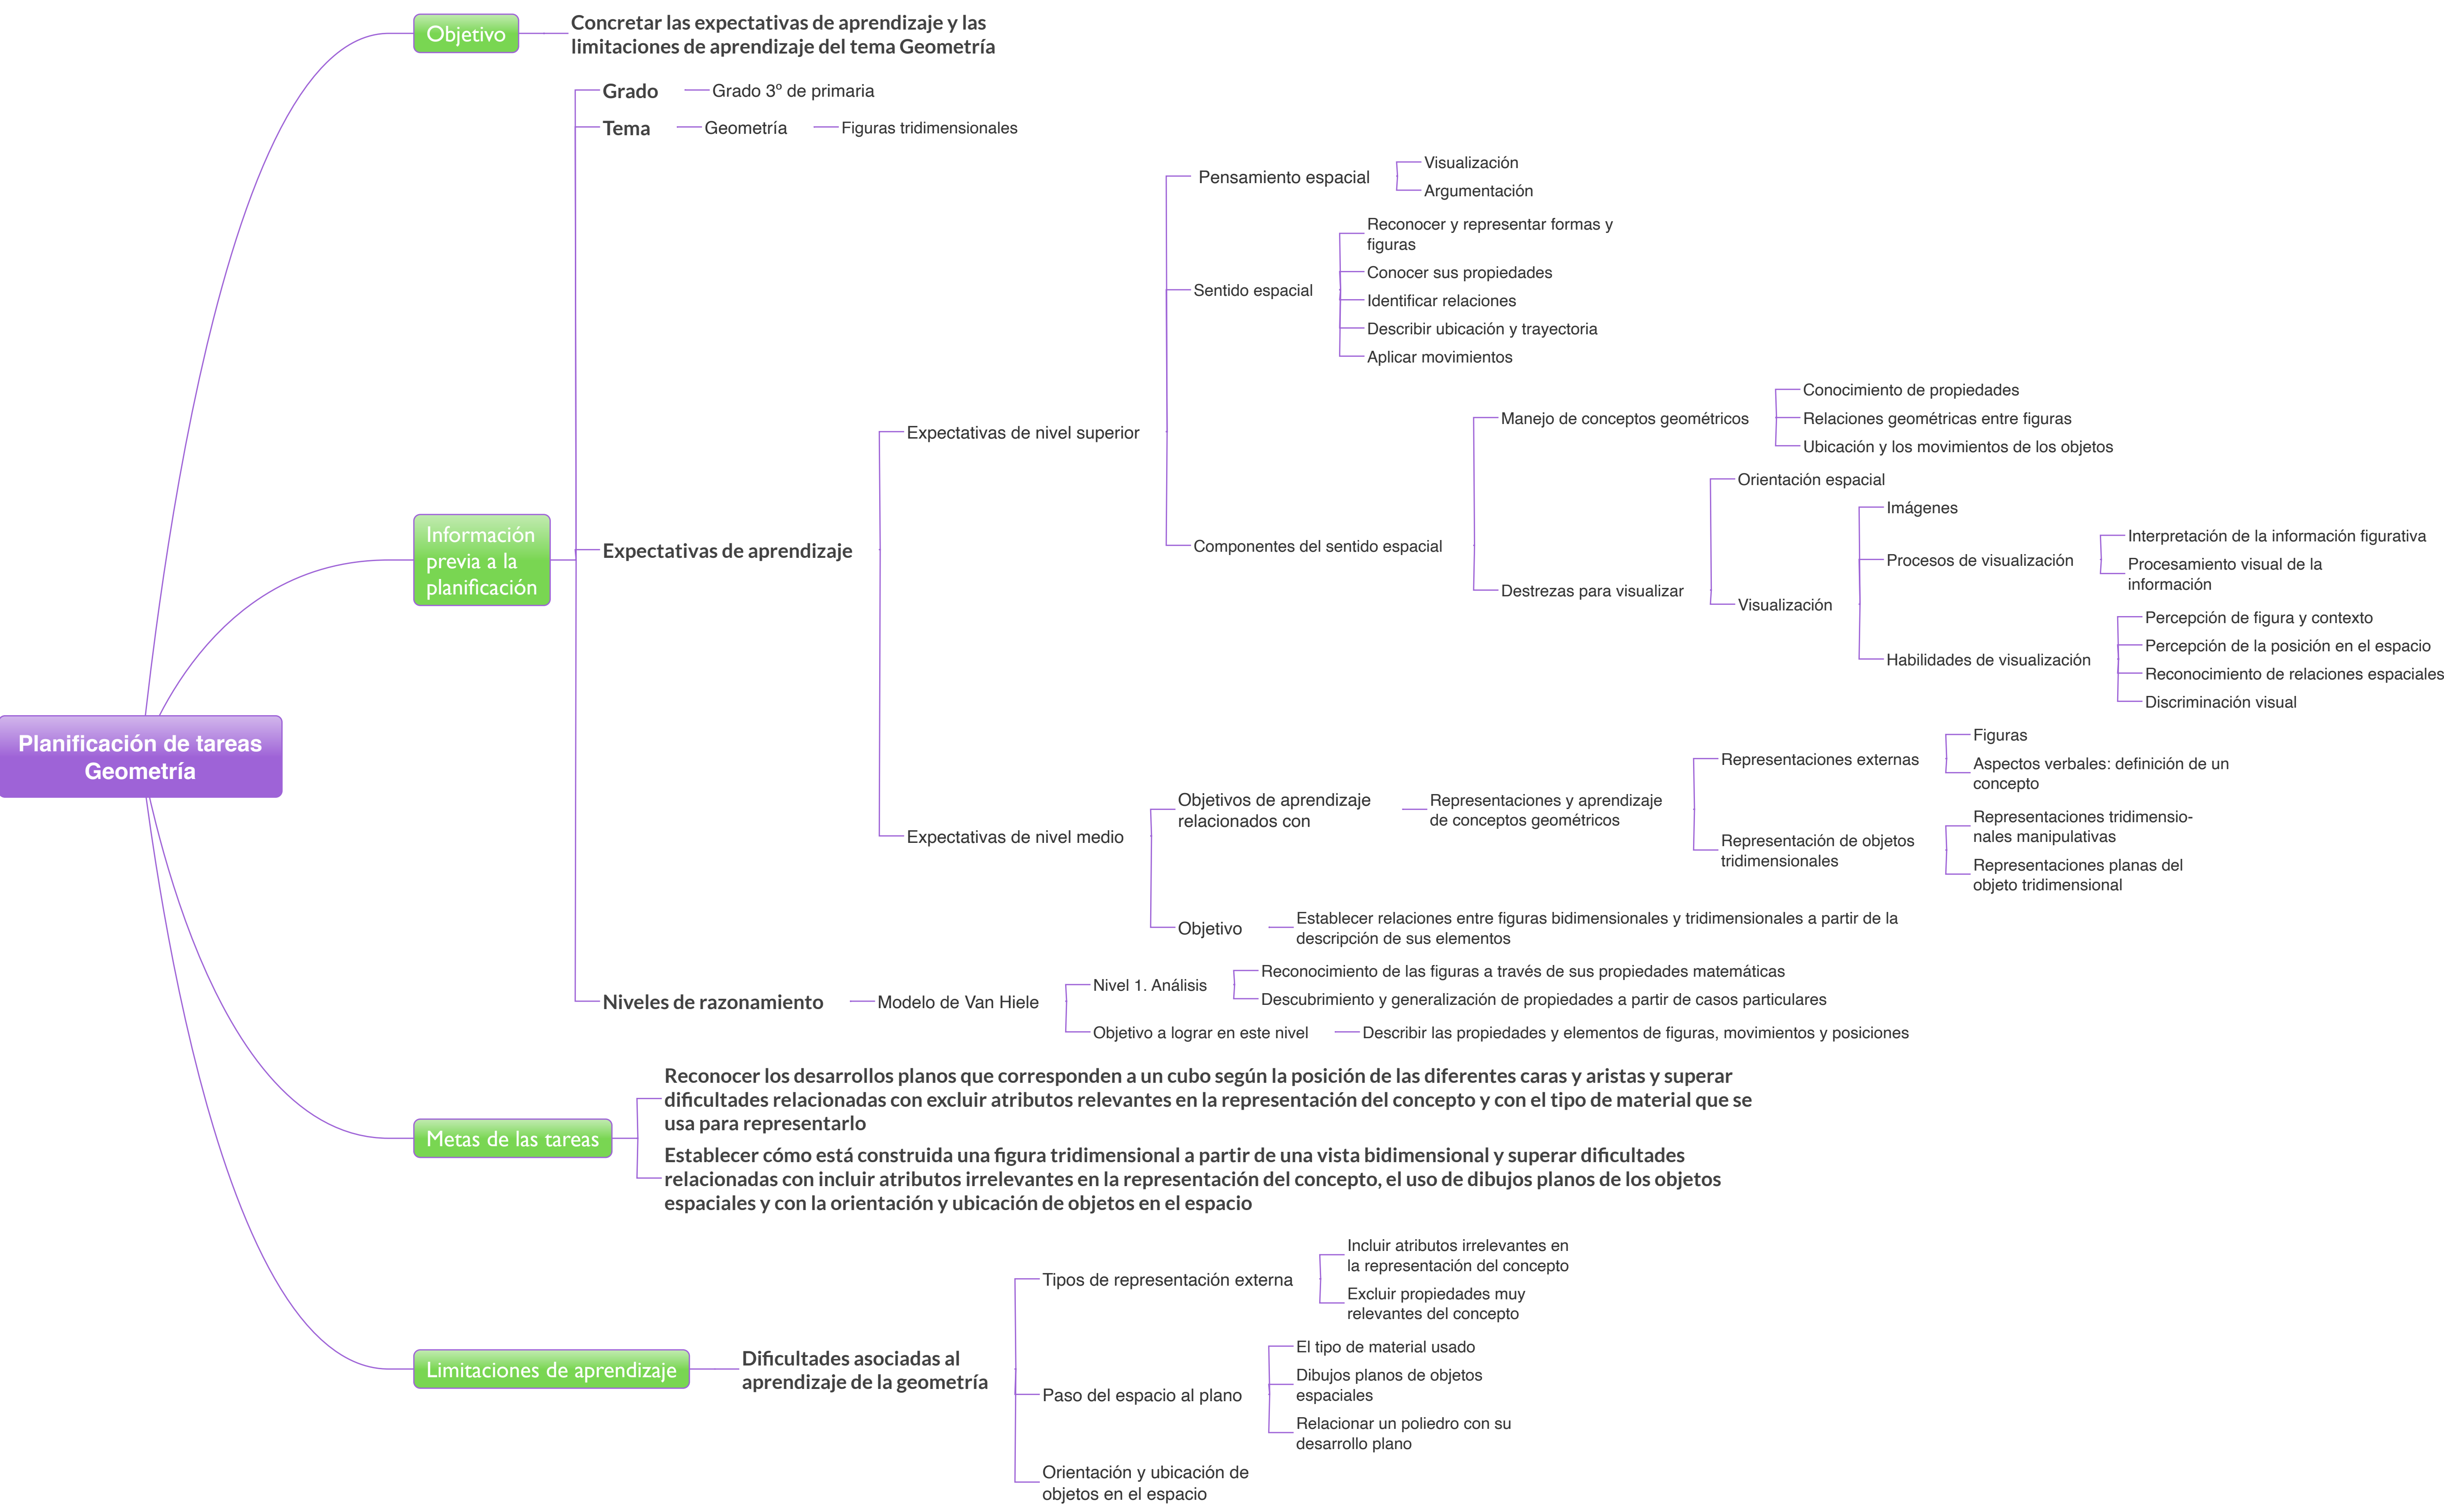 Planificación de tareas
Geometría
Objetivo
Concretar las expectativas de aprendizaje y las
limitaciones de aprendizaje del tema Geometría
Información
previa a la
planificación
Grado
Grado 3º de primaria
Tema
Geometría
Figuras tridimensionales
Expectativas de aprendizaje
Expectativas de nivel superior
Pensamiento espacial
Visualización
Argumentación
Sentido espacial
Reconocer y representar formas y
figuras
Conocer sus propiedades
Identificar relaciones
Describir ubicación y trayectoria
Aplicar movimientos
Componentes del sentido espacial
Manejo de conceptos geométricos
Conocimiento de propiedades
Relaciones geométricas entre figuras
Ubicación y los movimientos de los objetos
Destrezas para visualizar
Orientación espacial
Visualización
Imágenes
Procesos de visualización
Interpretación de la información figurativa
Procesamiento visual de la
información
Habilidades de visualización
Percepción de figura y contexto
Percepción de la posición en el espacio
Reconocimiento de relaciones espaciales
Discriminación visual
Expectativas de nivel medio
Objetivos de aprendizaje
relacionados con
Representaciones y aprendizaje
de conceptos geométricos
Representaciones externas
Figuras
Aspectos verbales: definición de un
concepto
Representación de objetos
tridimensionales
Representaciones tridimensio-
nales manipulativas
Representaciones planas del
objeto tridimensional
Objetivo
Establecer relaciones entre figuras bidimensionales y tridimensionales a partir de la
descripción de sus elementos
Niveles de razonamiento
Modelo de Van Hiele
Nivel 1. Análisis
Reconocimiento de las figuras a través de sus propiedades matemáticas
Descubrimiento y generalización de propiedades a partir de casos particulares
Objetivo a lograr en este nivel
Describir las propiedades y elementos de figuras, movimientos y posiciones
Metas de las tareas
Reconocer los desarrollos planos que corresponden a un cubo según la posición de las diferentes caras y aristas y superar
dificultades relacionadas con excluir atributos relevantes en la representación del concepto y con el tipo de material que se
usa para representarlo
Establecer cómo está construida una figura tridimensional a partir de una vista bidimensional y superar dificultades
relacionadas con incluir atributos irrelevantes en la representación del concepto, el uso de dibujos planos de los objetos
espaciales y con la orientación y ubicación de objetos en el espacio
Limitaciones de aprendizaje
Dificultades asociadas al
aprendizaje de la geometría
Tipos de representación externa
Incluir atributos irrelevantes en
la representación del concepto
Excluir propiedades muy
relevantes del concepto
Paso del espacio al plano
El tipo de material usado
Dibujos planos de objetos
espaciales
Relacionar un poliedro con su
desarrollo plano
Orientación y ubicación de
objetos en el espacio